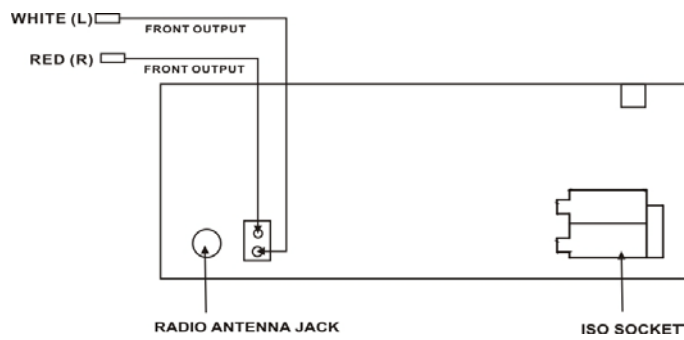 WHITE (L)
FRONT OUTPUT
RED (R)
FRONT OUTPUT
RADIO ANTENNA JACK
ISO SOCKET